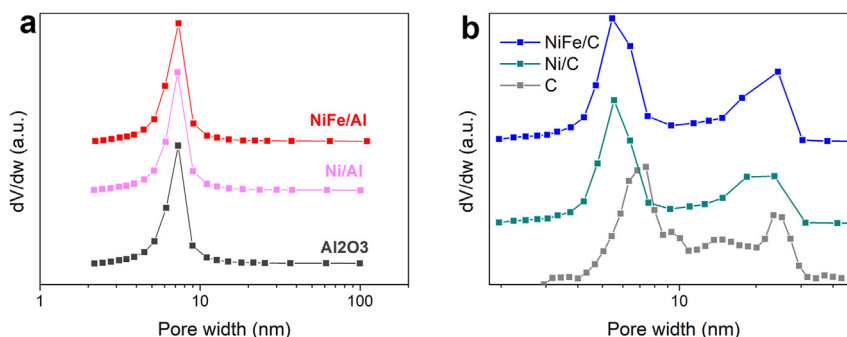 a
dV/dw (a.u.)
NiFe/Al
Ni/Al
Al2O3
1
10
100
Pore width (nm)
b
dV/dw (a.u.)
NiFe/C
Ni/C
C
10
Pore width (nm)